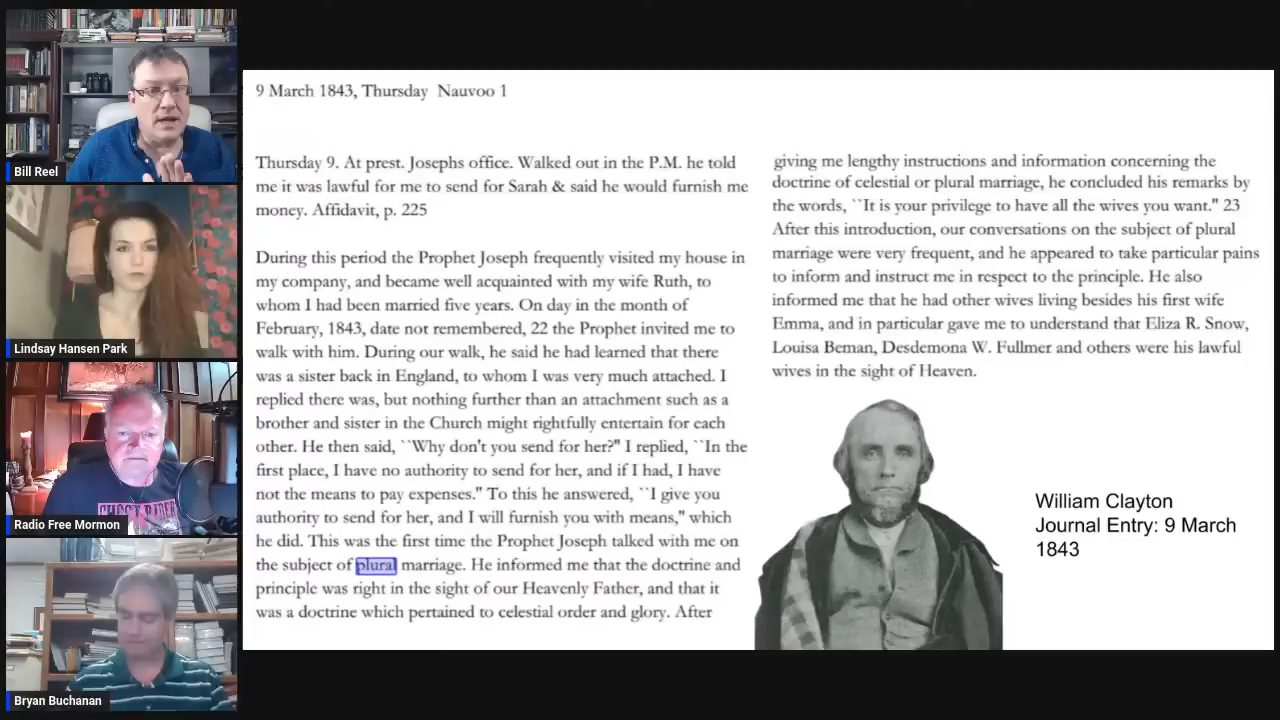 Bill Reel
Lindsay Hansen Park
Radio Free Mormon
Bryan Buchanan
9 March 1843, Thursday Nauvoo 1
Thursday 9. At prest. Josephs office. Walked out in the P.M. he told
me it was lawful for me to send for Sarah & said he would furnish me
money. Affidavit, p. 225
During this period the Prophet Joseph frequently visited my house in
my company, and became well acquainted with my wife Ruth, to
whom I had been married five years. On day in the month of
February, 1843, date not remembered, 22 the Prophet invited me to
walk with him. During our walk, he said he had learned that there
was a sister back in England, to whom I was very much attached. I
replied there was, but nothing further than an attachment such as a
brother and sister in the Church might rightfully entertain for each
other. He then said, ``Why don't you send for her?" I replied, ``In the
first place, I have no authority to send for her, and if I had, I have
not the means to pay expenses." To this he answered, ``I give you
authority to send for her, and I will furnish you with means," which
he did. This was the first time the Prophet Joseph talked with me on
the subject of plural marriage. He informed me that the doctrine and
principle was right in the sight of our Heavenly Father, and that it
was a doctrine which pertained to celestial order and glory. After
giving me lengthy instructions and information concerning the
doctrine of celestial or plural marriage, he concluded his remarks by
the words, ``It is your privilege to have all the wives you want." 23
After this introduction, our conversations on the subject of plural
marriage were very frequent, and he appeared to take particular pains
to inform and instruct me in respect to the principle. He also
informed me that he had other wives living besides his first wife
Emma, and in particular gave me to understand that Eliza R. Snow,
Louisa Beman, Desdemona W. Fullmer and others were his lawful
wives in the sight of Heaven.
William Clayton
Journal Entry: 9 March
1843